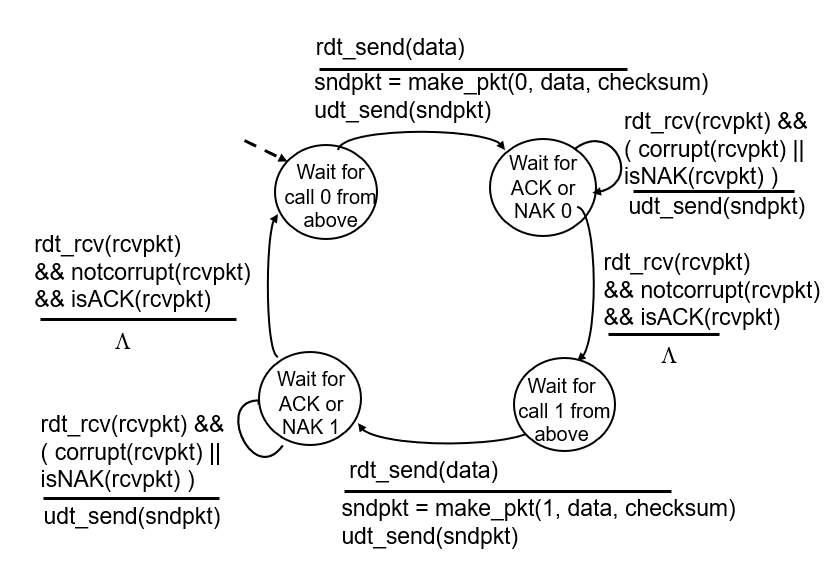 rdt_send(data)
sndpkt = make_pkt(0, data, checksum)
udt_send(sndpkt)
rdt_rcv(rcvpkt) &&
( corrupt(rcvpkt) ||
isNAK(rcvpkt) )
udt_send(sndpkt)
Wait for
call 0 from
above
Wait for
ACK or
NAK 0
rdt_rcv(rcvpkt)
&& notcorrupt(rcvpkt)
&& isACK(rcvpkt)
Λ
rdt_rcv(rcvpkt)
&& notcorrupt(rcvpkt)
&& isACK(rcvpkt)
Λ
Wait for
ACK or
NAK 1
Wait for
call 1 from
above
rdt_rcv(rcvpkt) &&
( corrupt(rcvpkt) ||
isNAK(rcvpkt) )
udt_send(sndpkt)
rdt_send(data)
sndpkt = make_pkt(1, data, checksum)
udt_send(sndpkt)